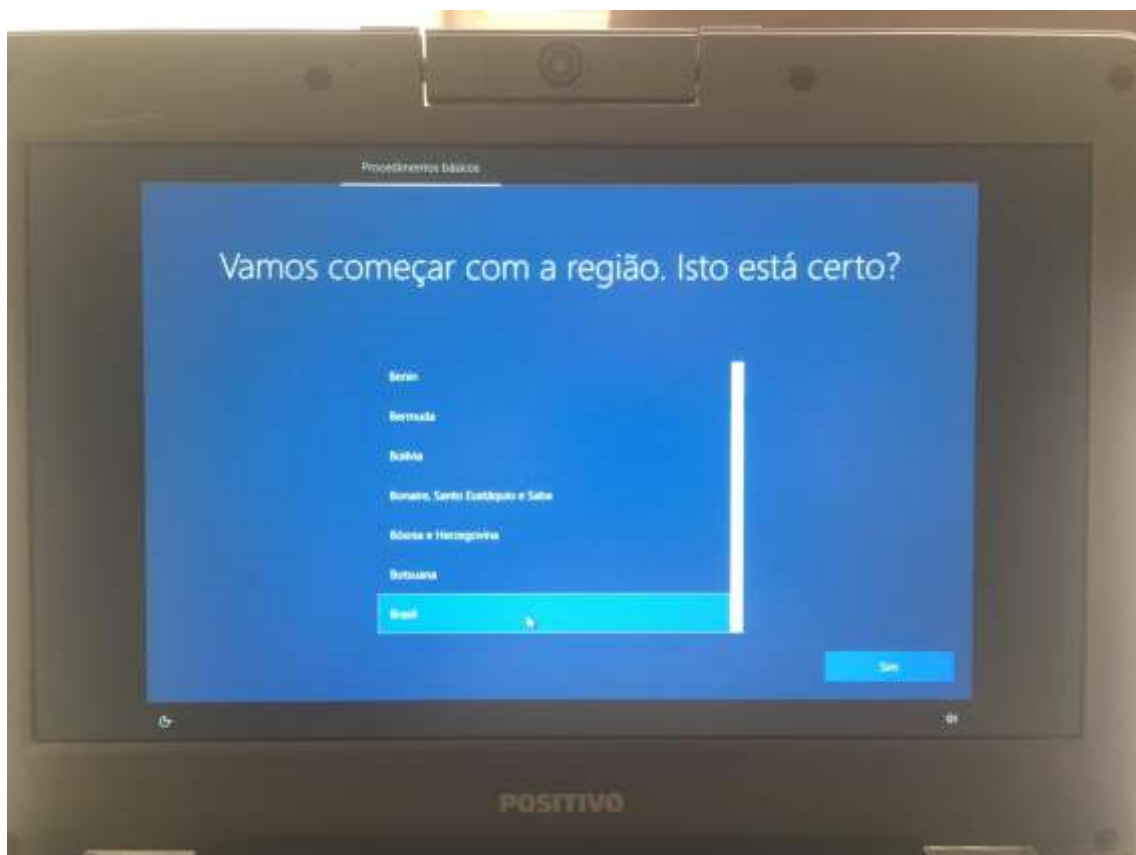 Procedimentos básicos
Vamos começar com a região. Isto está certo?
Benin
Bermuda
Bolívia
Bonaire, Santo Eustáquio e Saba
Bósnia e Herzegovina
Botsuana
Brasil
Sim
POSITIVO